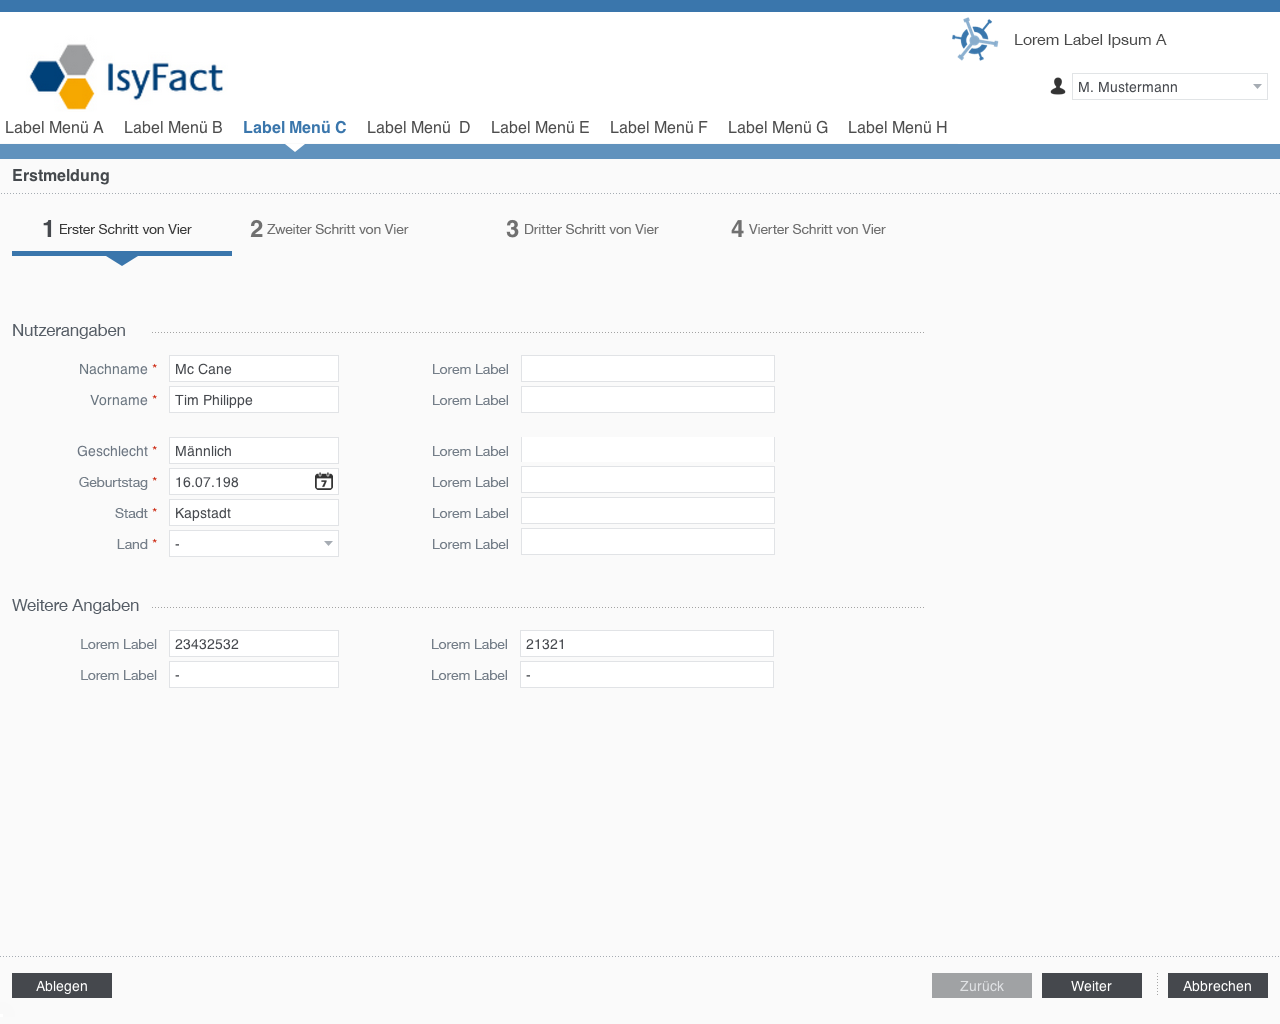 Lorem Label Ipsum A
IsyFact
M. Mustermann
Label Menü A Label Menü B Label Menü C Label Menü D Label Menü E Label Menü F Label Menü G Label Menü H
Erstmeldung
1 Erster Schritt von Vier 2 Zweiter Schritt von Vier 3 Dritter Schritt von Vier 4 Vierter Schritt von Vier
Nutzerangaben
Nachname * Mc Cane Lorem Label
Vorname * Tim Philippe Lorem Label
Geschlecht * Männlich Lorem Label
Geburtstag * 16.07.198 7 Lorem Label
Stadt * Kapstadt Lorem Label
Land * - Lorem Label
Weitere Angaben
Lorem Label 23432532 Lorem Label 21321
Lorem Label - Lorem Label -
Ablegen Zurück Weiter Abbrechen